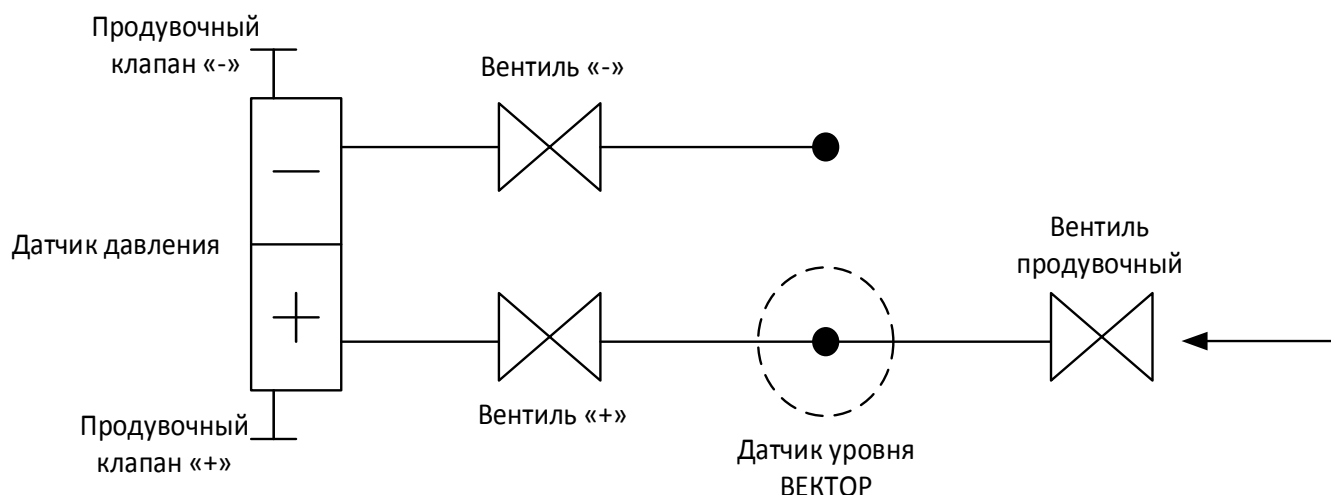 Продувочный
клапан «-»
Вентиль «-»
Датчик давления
Вентиль
продувочный
Вентиль «+»
Продувочный
клапан «+»
Датчик уровня
ВЕКТОР